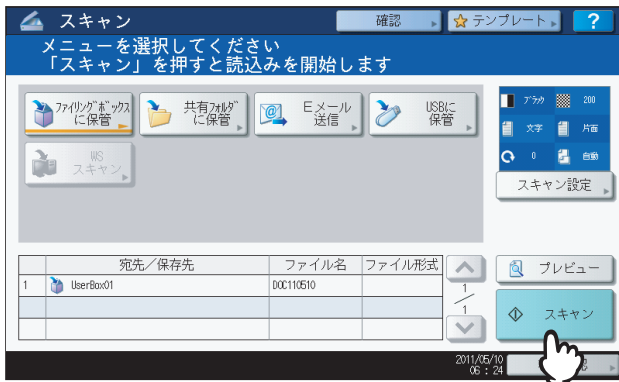 スキャン
確認
テンプレート
?
メニューを選択してください
「スキャン」を押すと読込みを開始します
ファイリングボックス
に保管
共有フォルダ
に保管
Eメール
送信
USBに
保管
WS
スキャン
ブラック
200
文字
片面
0
自動
スキャン設定
宛先/保存先
ファイル名
ファイル形式
1
UserBox01
DOC110510
1
1
プレビュー
スキャン
2011/05/10
06 : 24